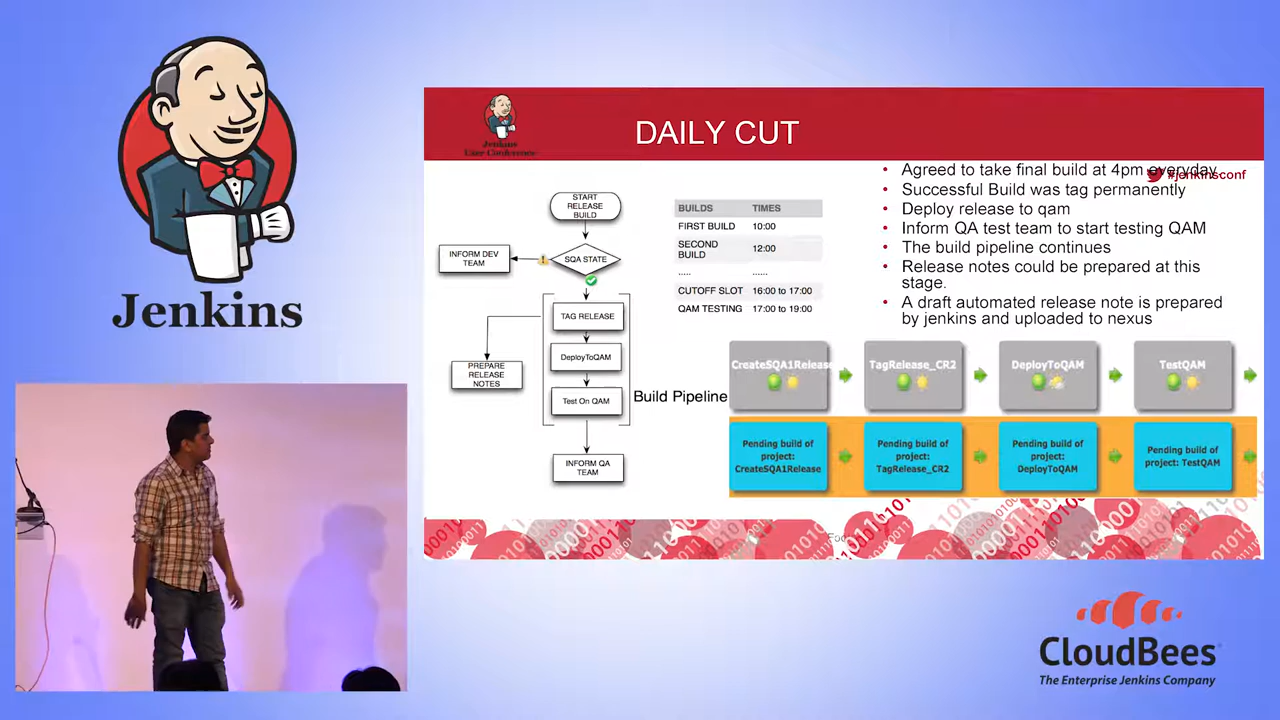 Jenkins
Jenkins
User Conference
DAILY CUT
#jenkinsconf
START
RELEASE
BUILD
INFORM DEV
TEAM
SQA STATE
TAG RELEASE
DeployToQAM
PREPARE
RELEASE
NOTES
Test On QAM
Build Pipeline
INFORM QA
TEAM
BUILDS TIMES
FIRST BUILD 10:00
SECOND
BUILD 12:00
..... ......
CUTOFF SLOT 16:00 to 17:00
QAM TESTING 17:00 to 19:00
• Agreed to take final build at 4pm everyday.
• Successful Build was tag permanently
• Deploy release to qam
• Inform QA test team to start testing QAM
• The build pipeline continues
• Release notes could be prepared at this
stage.
• A draft automated release note is prepared
by jenkins and uploaded to nexus
CreateSQA1Release
TagRelease_CR2
DeployToQAM
TestQAM
Pending build of
project:
CreateSQA1Release
Pending build of
project:
TagRelease_CR2
Pending build of
project:
DeployToQAM
Pending build of
project: TestQAM
CloudBees
The Enterprise Jenkins Company